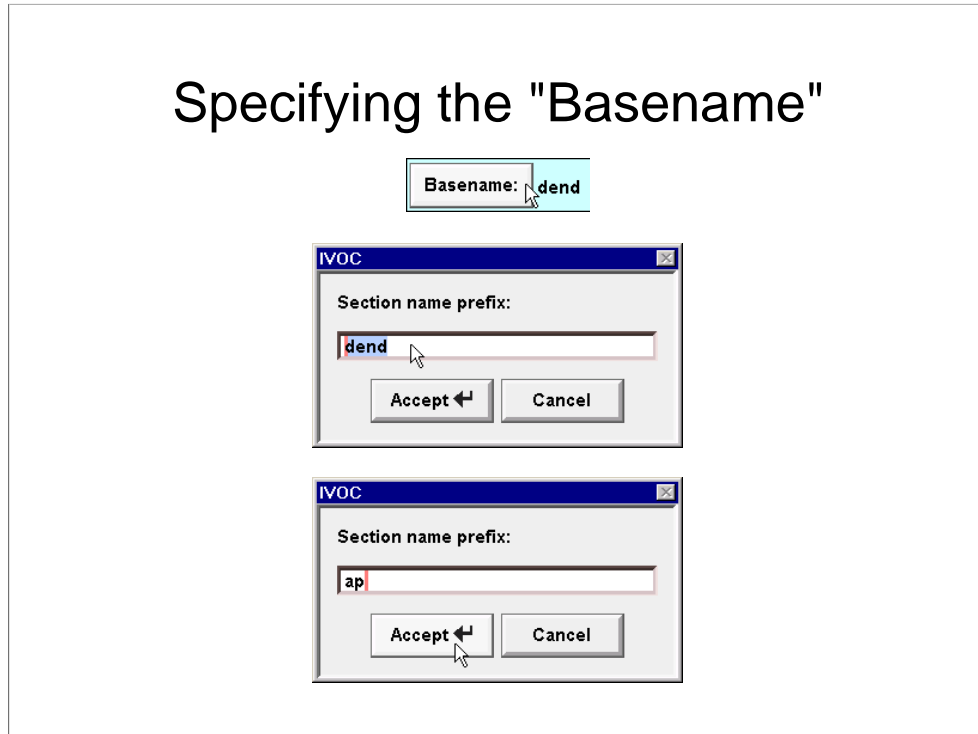 Specifying the "Basename"
Basename: dend
IVOC
Section name prefix:
dend
Accept Cancel
IVOC
Section name prefix:
ap
Accept Cancel